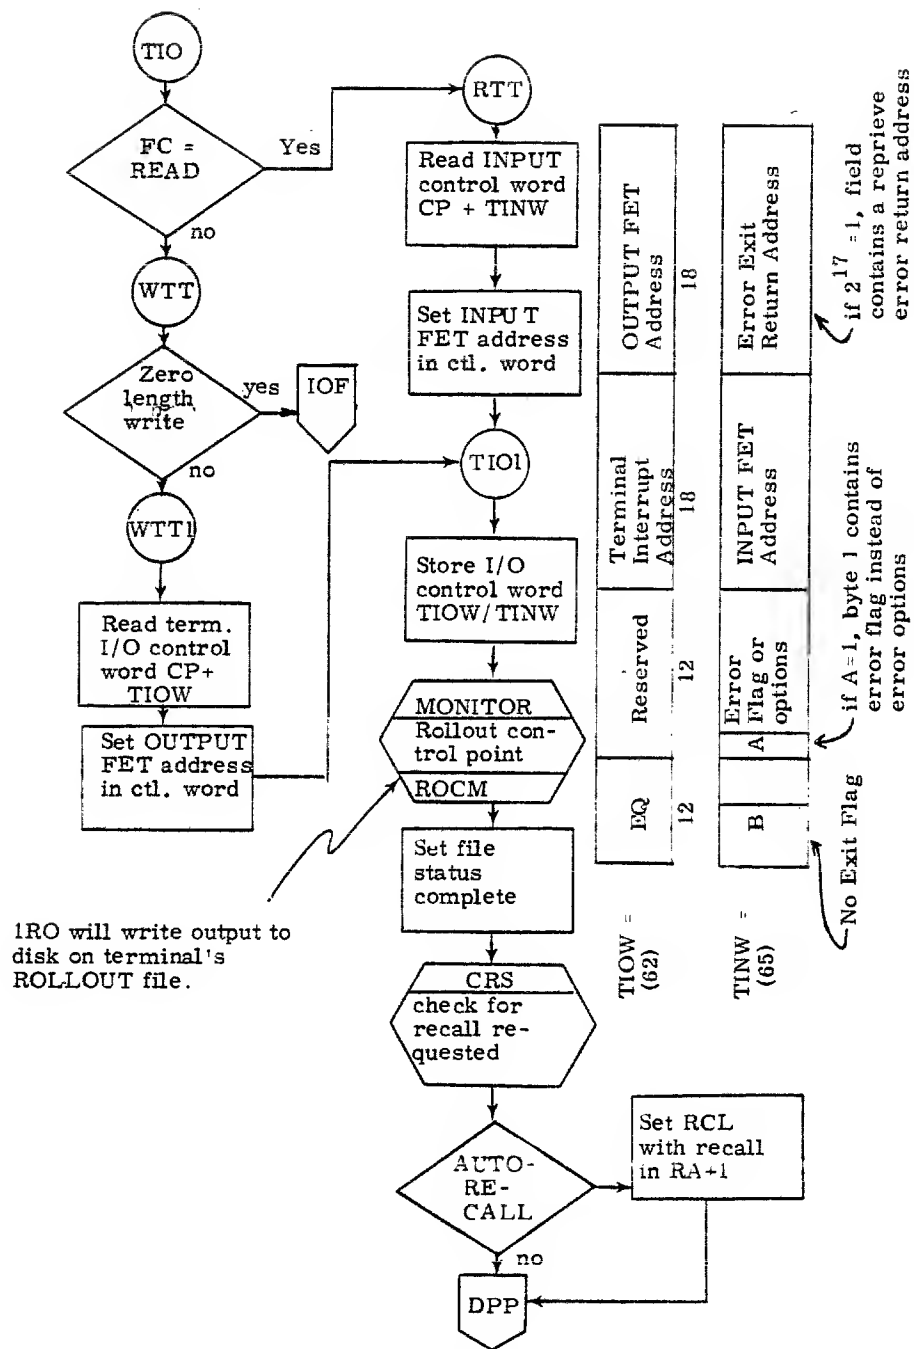 TIO
FC =
READ
Yes
no
WTT
Zero
length
write
yes
IOF
no
WTT1
Read term.
I/O control
word CP+
TIOW
Set OUTPUT
FET address
in ctl. word
RTT
Read INPUT
control word
CP + TINW
Set INPUT
FET address
in ctl. word
TIO1
Store I/O
control word
TIOW/TINW
MONITOR
Rollout con-
trol point
ROCM
1RO will write output to
disk on terminal's
ROLLOUT file.
Set file
status
complete
CRS
check for
recall re-
quested
AUTO-
RE-
CALL
Set RCL
with recall
in RA+1
no
DPP
TIOW =
(62)
EQ
12
Reserved
12
Terminal
Interrupt
Address
18
OUTPUT FET
Address
18
TINW =
(65)
B
A
Error
Flag or
options
INPUT FET
Address
Error Exit
Return Address
No Exit Flag
if A=1, byte 1 contains
error flag instead of
error options
if 2^17 =1, field
contains a reprieve
error return address